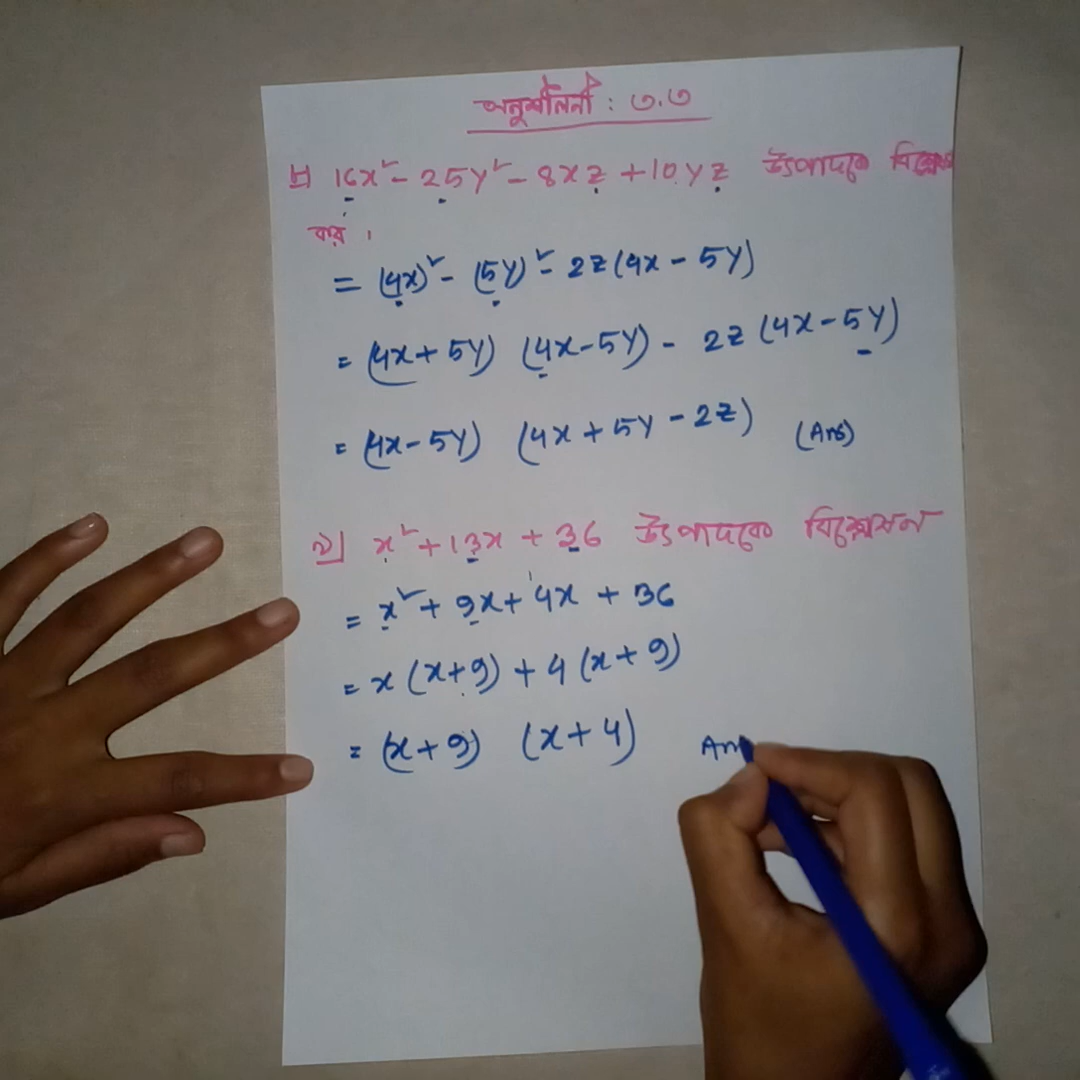 অনুশীলনী : ৩.৩
১। 16x² - 25y² - 8xz + 10yz উৎপাদকে বিশ্লেষণ
কর ।
= (4x)² - (5y)² - 2z(4x - 5y)
= (4x + 5y) (4x - 5y) - 2z (4x - 5y)
= (4x - 5y) (4x + 5y - 2z) (Ans)
২। x² + 13x + 36 উৎপাদকে বিশ্লেষন
= x² + 9x + 4x + 36
= x (x + 9) + 4 (x + 9)
= (x + 9) (x + 4) An